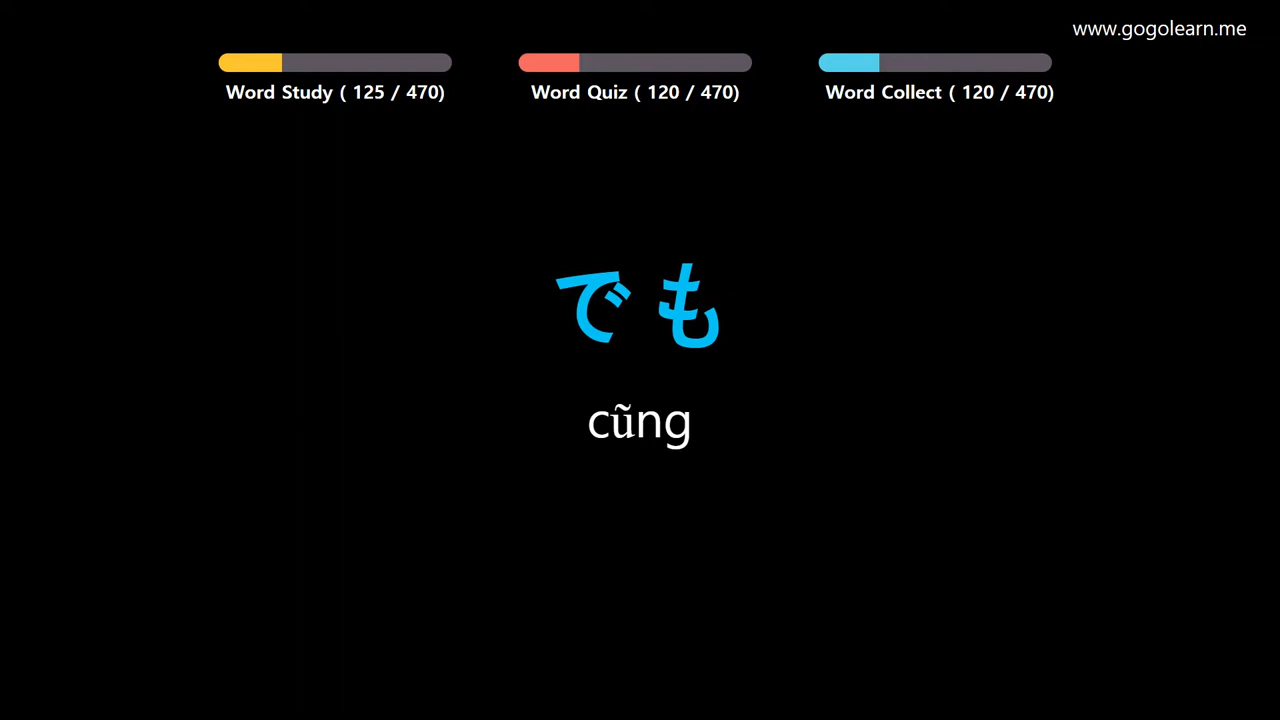 www.gogolearn.me
Word Study ( 125 / 470)
Word Quiz ( 120 / 470)
Word Collect ( 120 / 470)
でも
cũng